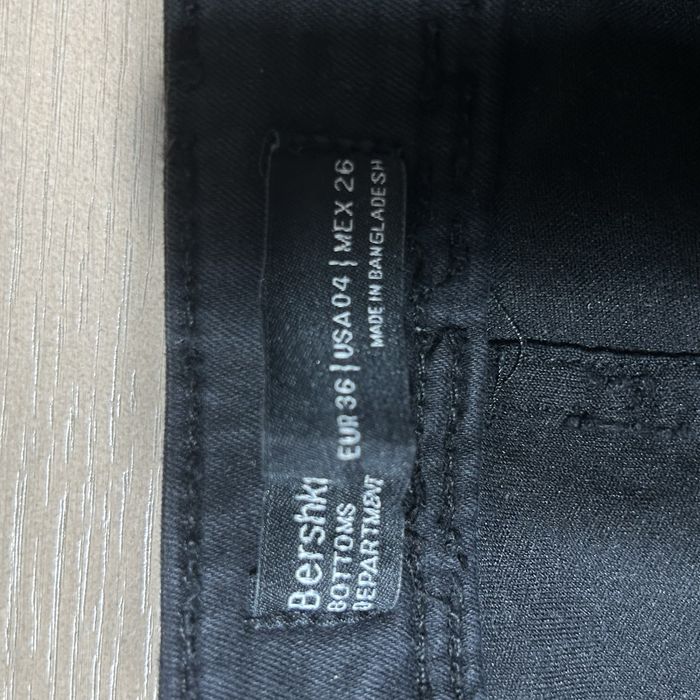 Bershka
BOTTOMS
DEPARTMENT
EUR 36 | USA 04 | MEX 26
MADE IN BANGLADESH